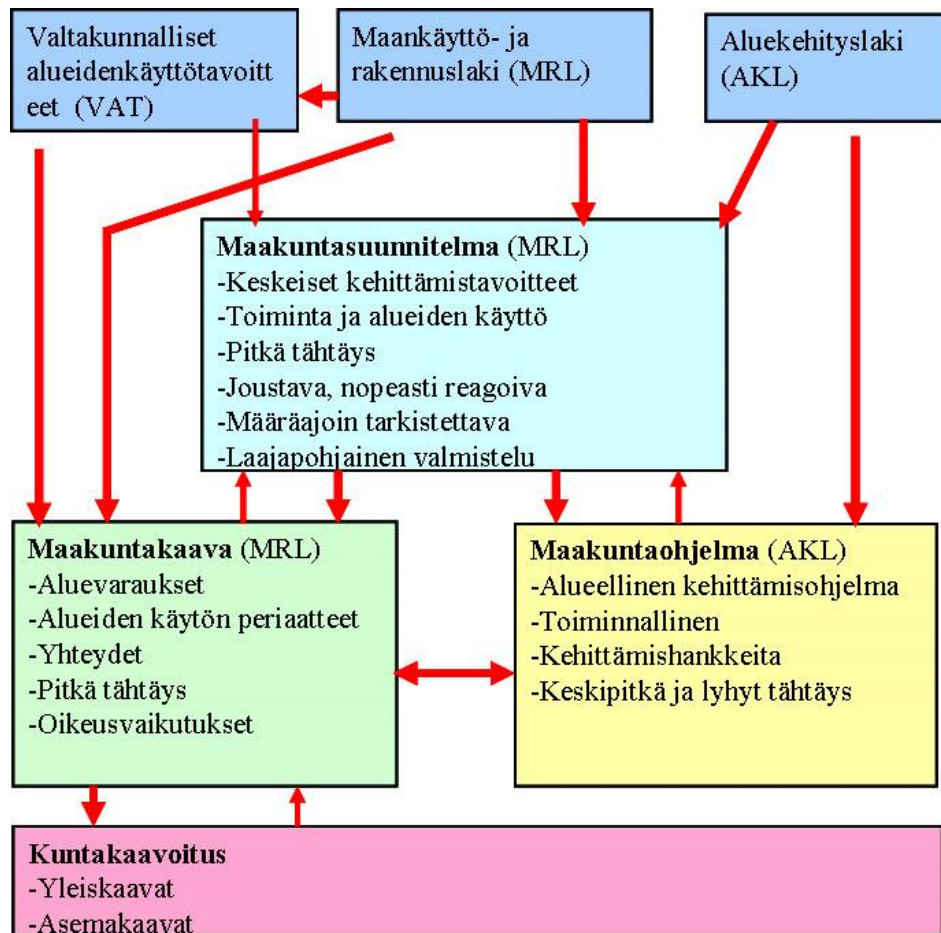 Valtakunnalliset
alueidenkäyttötavoitt
eet (VAT)
Maankäyttö- ja
rakennuslaki (MRL)
Aluekehityslaki
(AKL)
Maakuntasuunnitelma (MRL)
-Keskeiset kehittämistavoitteet
-Toiminta ja alueiden käyttö
-Pitkä tähtäys
-Joustava, nopeasti reagoiva
-Määräajoin tarkistettava
-Laajapohjainen valmistelu
Maakuntakaava (MRL)
-Aluevaraukset
-Alueiden käytön periaatteet
-Yhteydet
-Pitkä tähtäys
-Oikeusvaikutukset
Maakuntaohjelma (AKL)
-Alueellinen kehittämisohjelma
-Toiminnallinen
-Kehittämishankkeita
-Keskipitkä ja lyhyt tähtäys
Kuntakaavoitus
-Yleiskaavat
-Asemakaavat